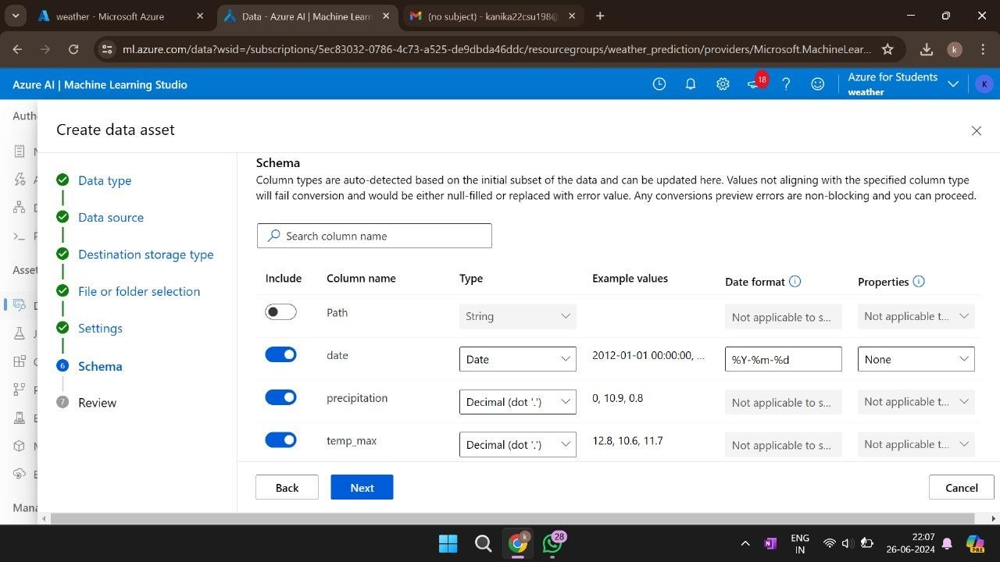 weather - Microsoft Azure
Data - Azure AI | Machine Learn
(no subject) - kanika22csu198@
ml.azure.com/data?wsid=/subscriptions/5ec83032-0786-4c73-a525-de9dbda46ddc/resourcegroups/weather_prediction/providers/Microsoft.MachineLear...
k
Azure AI | Machine Learning Studio
18
Azure for Students
weather
K
Auth
Create data asset
Data type
Data source
Destination storage type
File or folder selection
Settings
6 Schema
7 Review
Asset
Mana
Schema
Column types are auto-detected based on the initial subset of the data and can be updated here. Values not aligning with the specified column type
will fail conversion and would be either null-filled or replaced with error value. Any conversions preview errors are non-blocking and you can proceed.
Search column name
Include Column name Type Example values Date format Properties
Path String Not applicable to s... Not applicable t...
date Date 2012-01-01 00:00:00, ... %Y-%m-%d None
precipitation Decimal (dot '.') 0, 10.9, 0.8 Not applicable to s... Not applicable t...
temp_max Decimal (dot '.') 12.8, 10.6, 11.7 Not applicable to s... Not applicable t...
Back Next Cancel
28
ENG
IN
22:07
26-06-2024
PRE